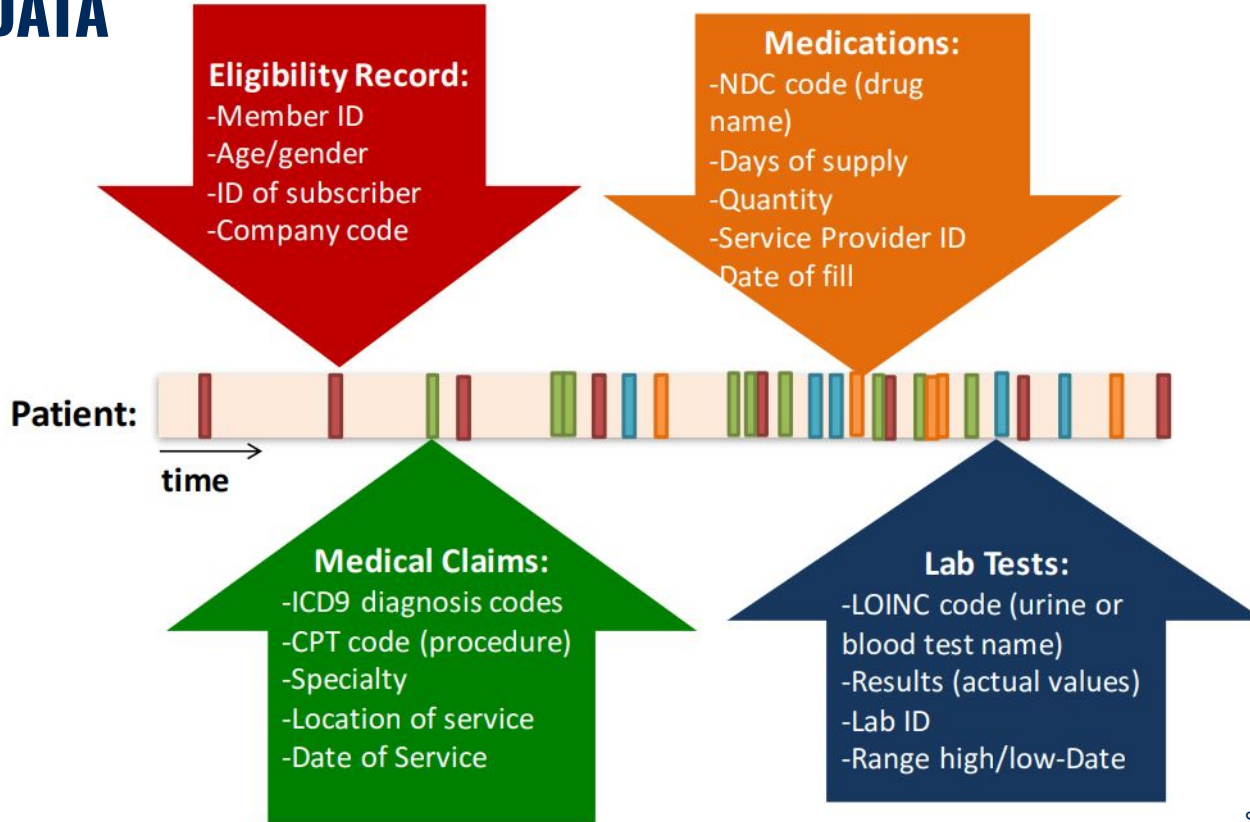 DATA
Eligibility Record:
-Member ID
-Age/gender
-ID of subscriber
-Company code
Medications:
-NDC code (drug
name)
-Days of supply
-Quantity
-Service Provider ID
-Date of fill
Patient:
time
Medical Claims:
-ICD9 diagnosis codes
-CPT code (procedure)
-Specialty
-Location of service
-Date of Service
Lab Tests:
-LOINC code (urine or
blood test name)
-Results (actual values)
-Lab ID
-Range high/low-Date